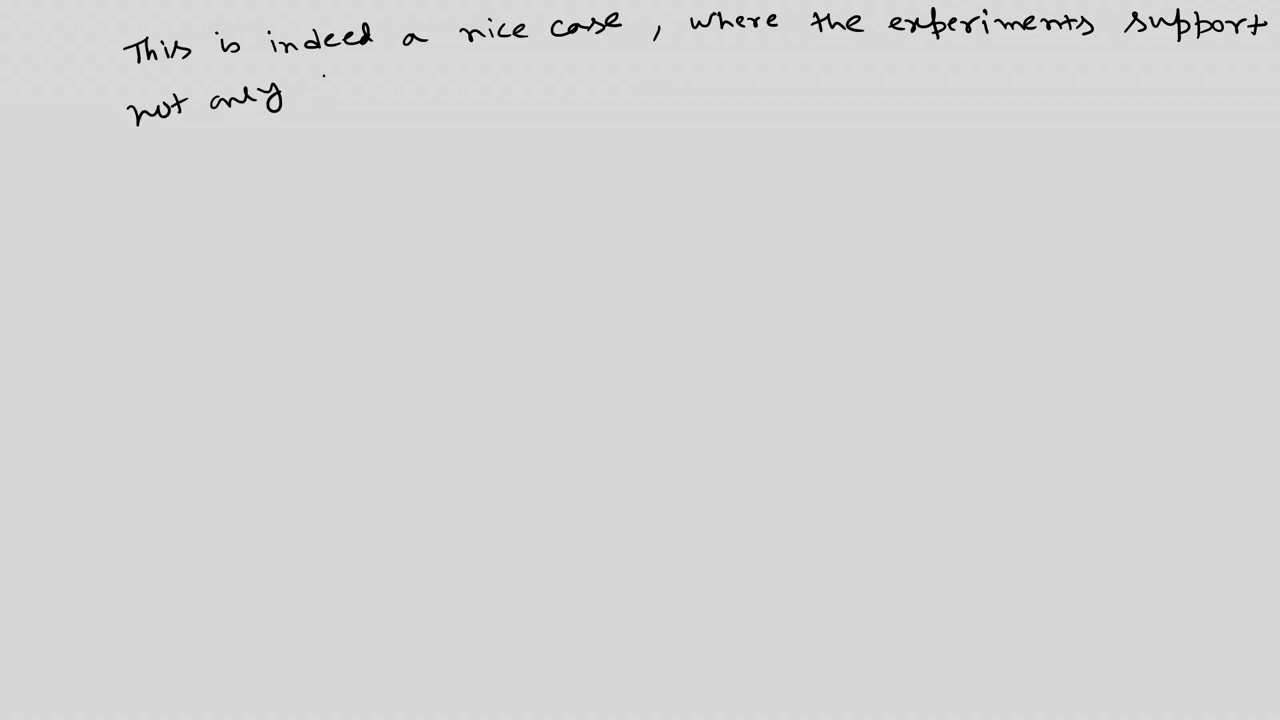 This is indeed a nice case, where the experiments support
not only